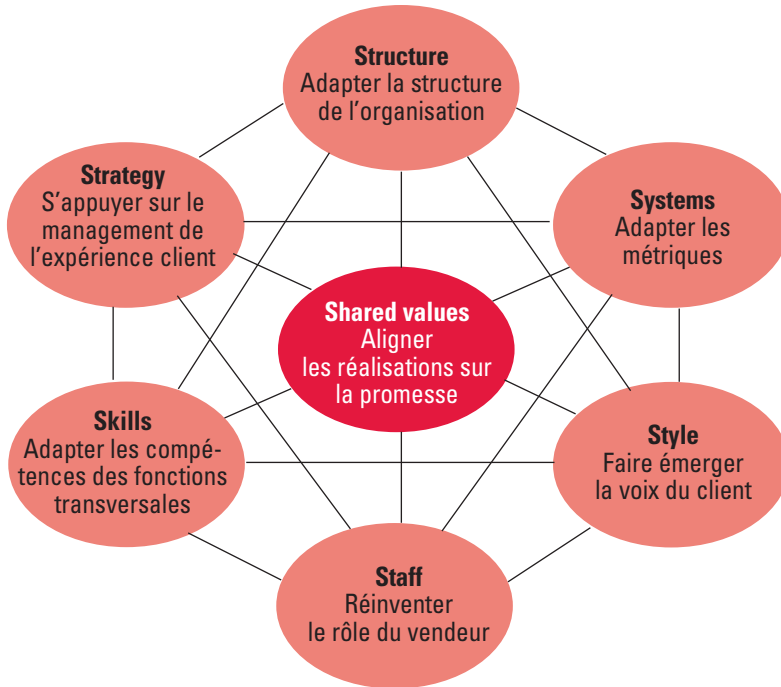 Structure
Adapter la structure
de l'organisation
Strategy
S'appuyer sur le
management de
l'expérience client
Systems
Adapter les
métriques
Shared values
Aligner
les réalisations sur
la promesse
Skills
Adapter les compé-
tences des fonctions
transversales
Style
Faire émerger
la voix du client
Staff
Réinventer
le rôle du vendeur